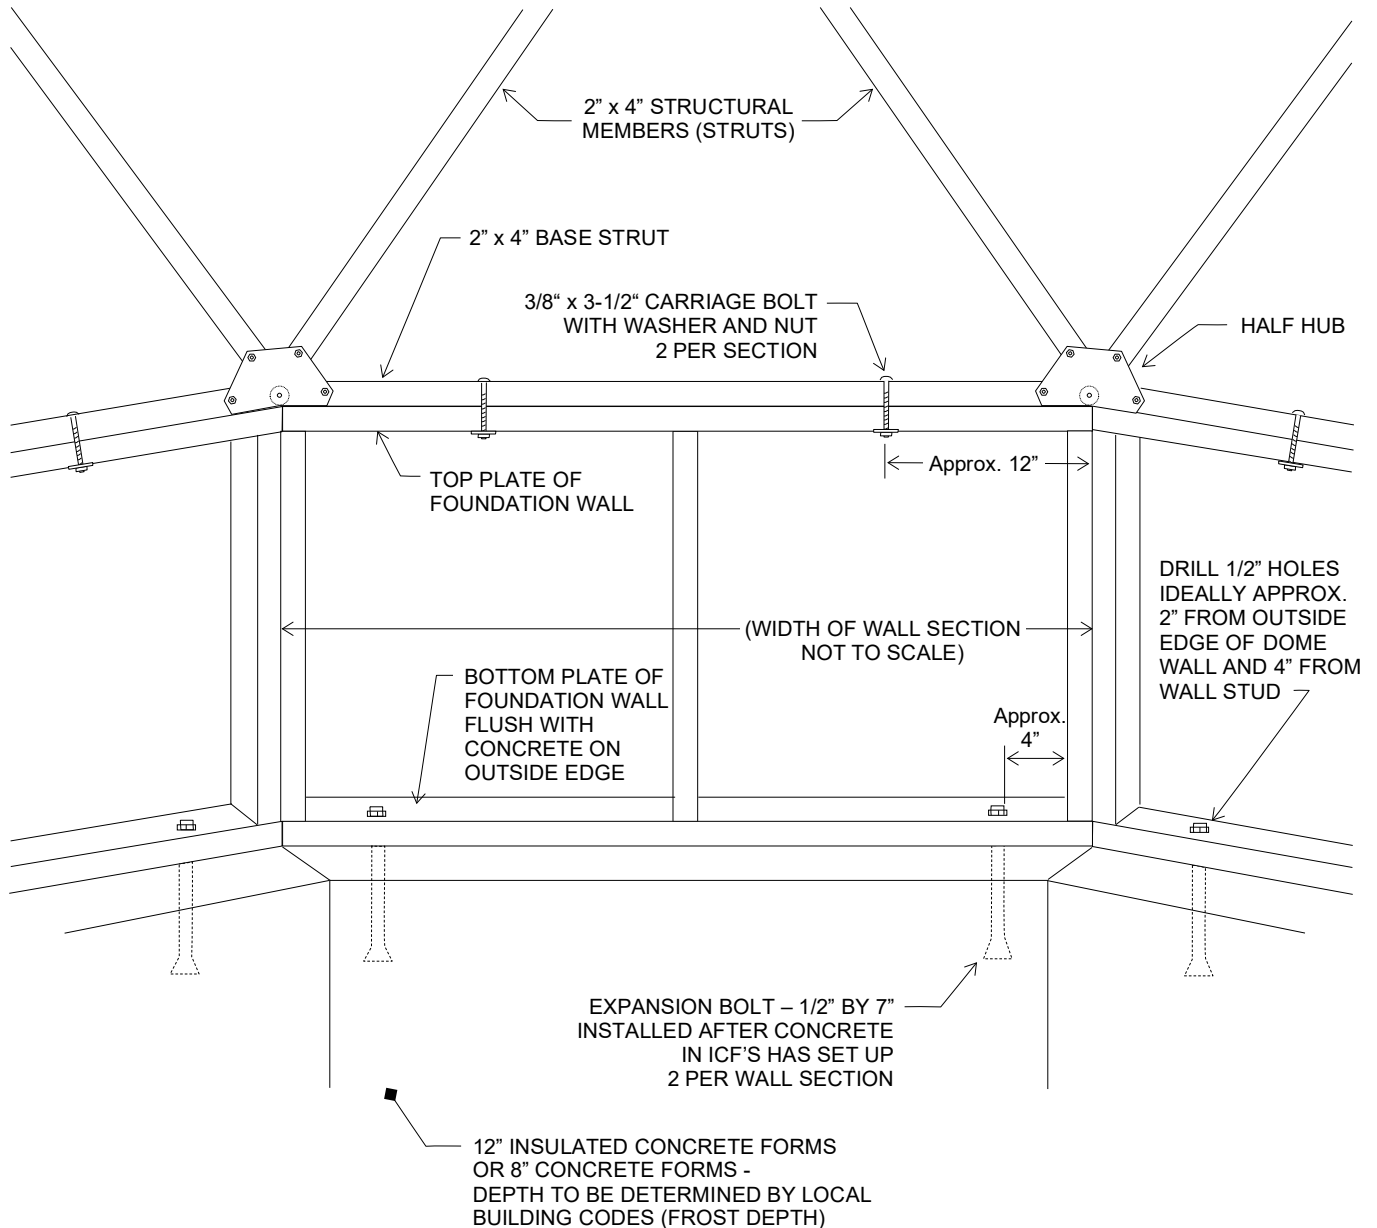 2” x 4” STRUCTURAL
MEMBERS (STRUTS)
2” x 4” BASE STRUT
3/8“ x 3-1/2“ CARRIAGE BOLT
WITH WASHER AND NUT
2 PER SECTION
HALF HUB
Approx. 12”
TOP PLATE OF
FOUNDATION WALL
DRILL 1/2” HOLES
IDEALLY APPROX.
2” FROM OUTSIDE
EDGE OF DOME
WALL AND 4” FROM
WALL STUD
(WIDTH OF WALL SECTION
NOT TO SCALE)
BOTTOM PLATE OF
FOUNDATION WALL
FLUSH WITH
CONCRETE ON
OUTSIDE EDGE
Approx.
4”
EXPANSION BOLT – 1/2” BY 7”
INSTALLED AFTER CONCRETE
IN ICF’S HAS SET UP
2 PER WALL SECTION
12” INSULATED CONCRETE FORMS
OR 8” CONCRETE FORMS -
DEPTH TO BE DETERMINED BY LOCAL
BUILDING CODES (FROST DEPTH)